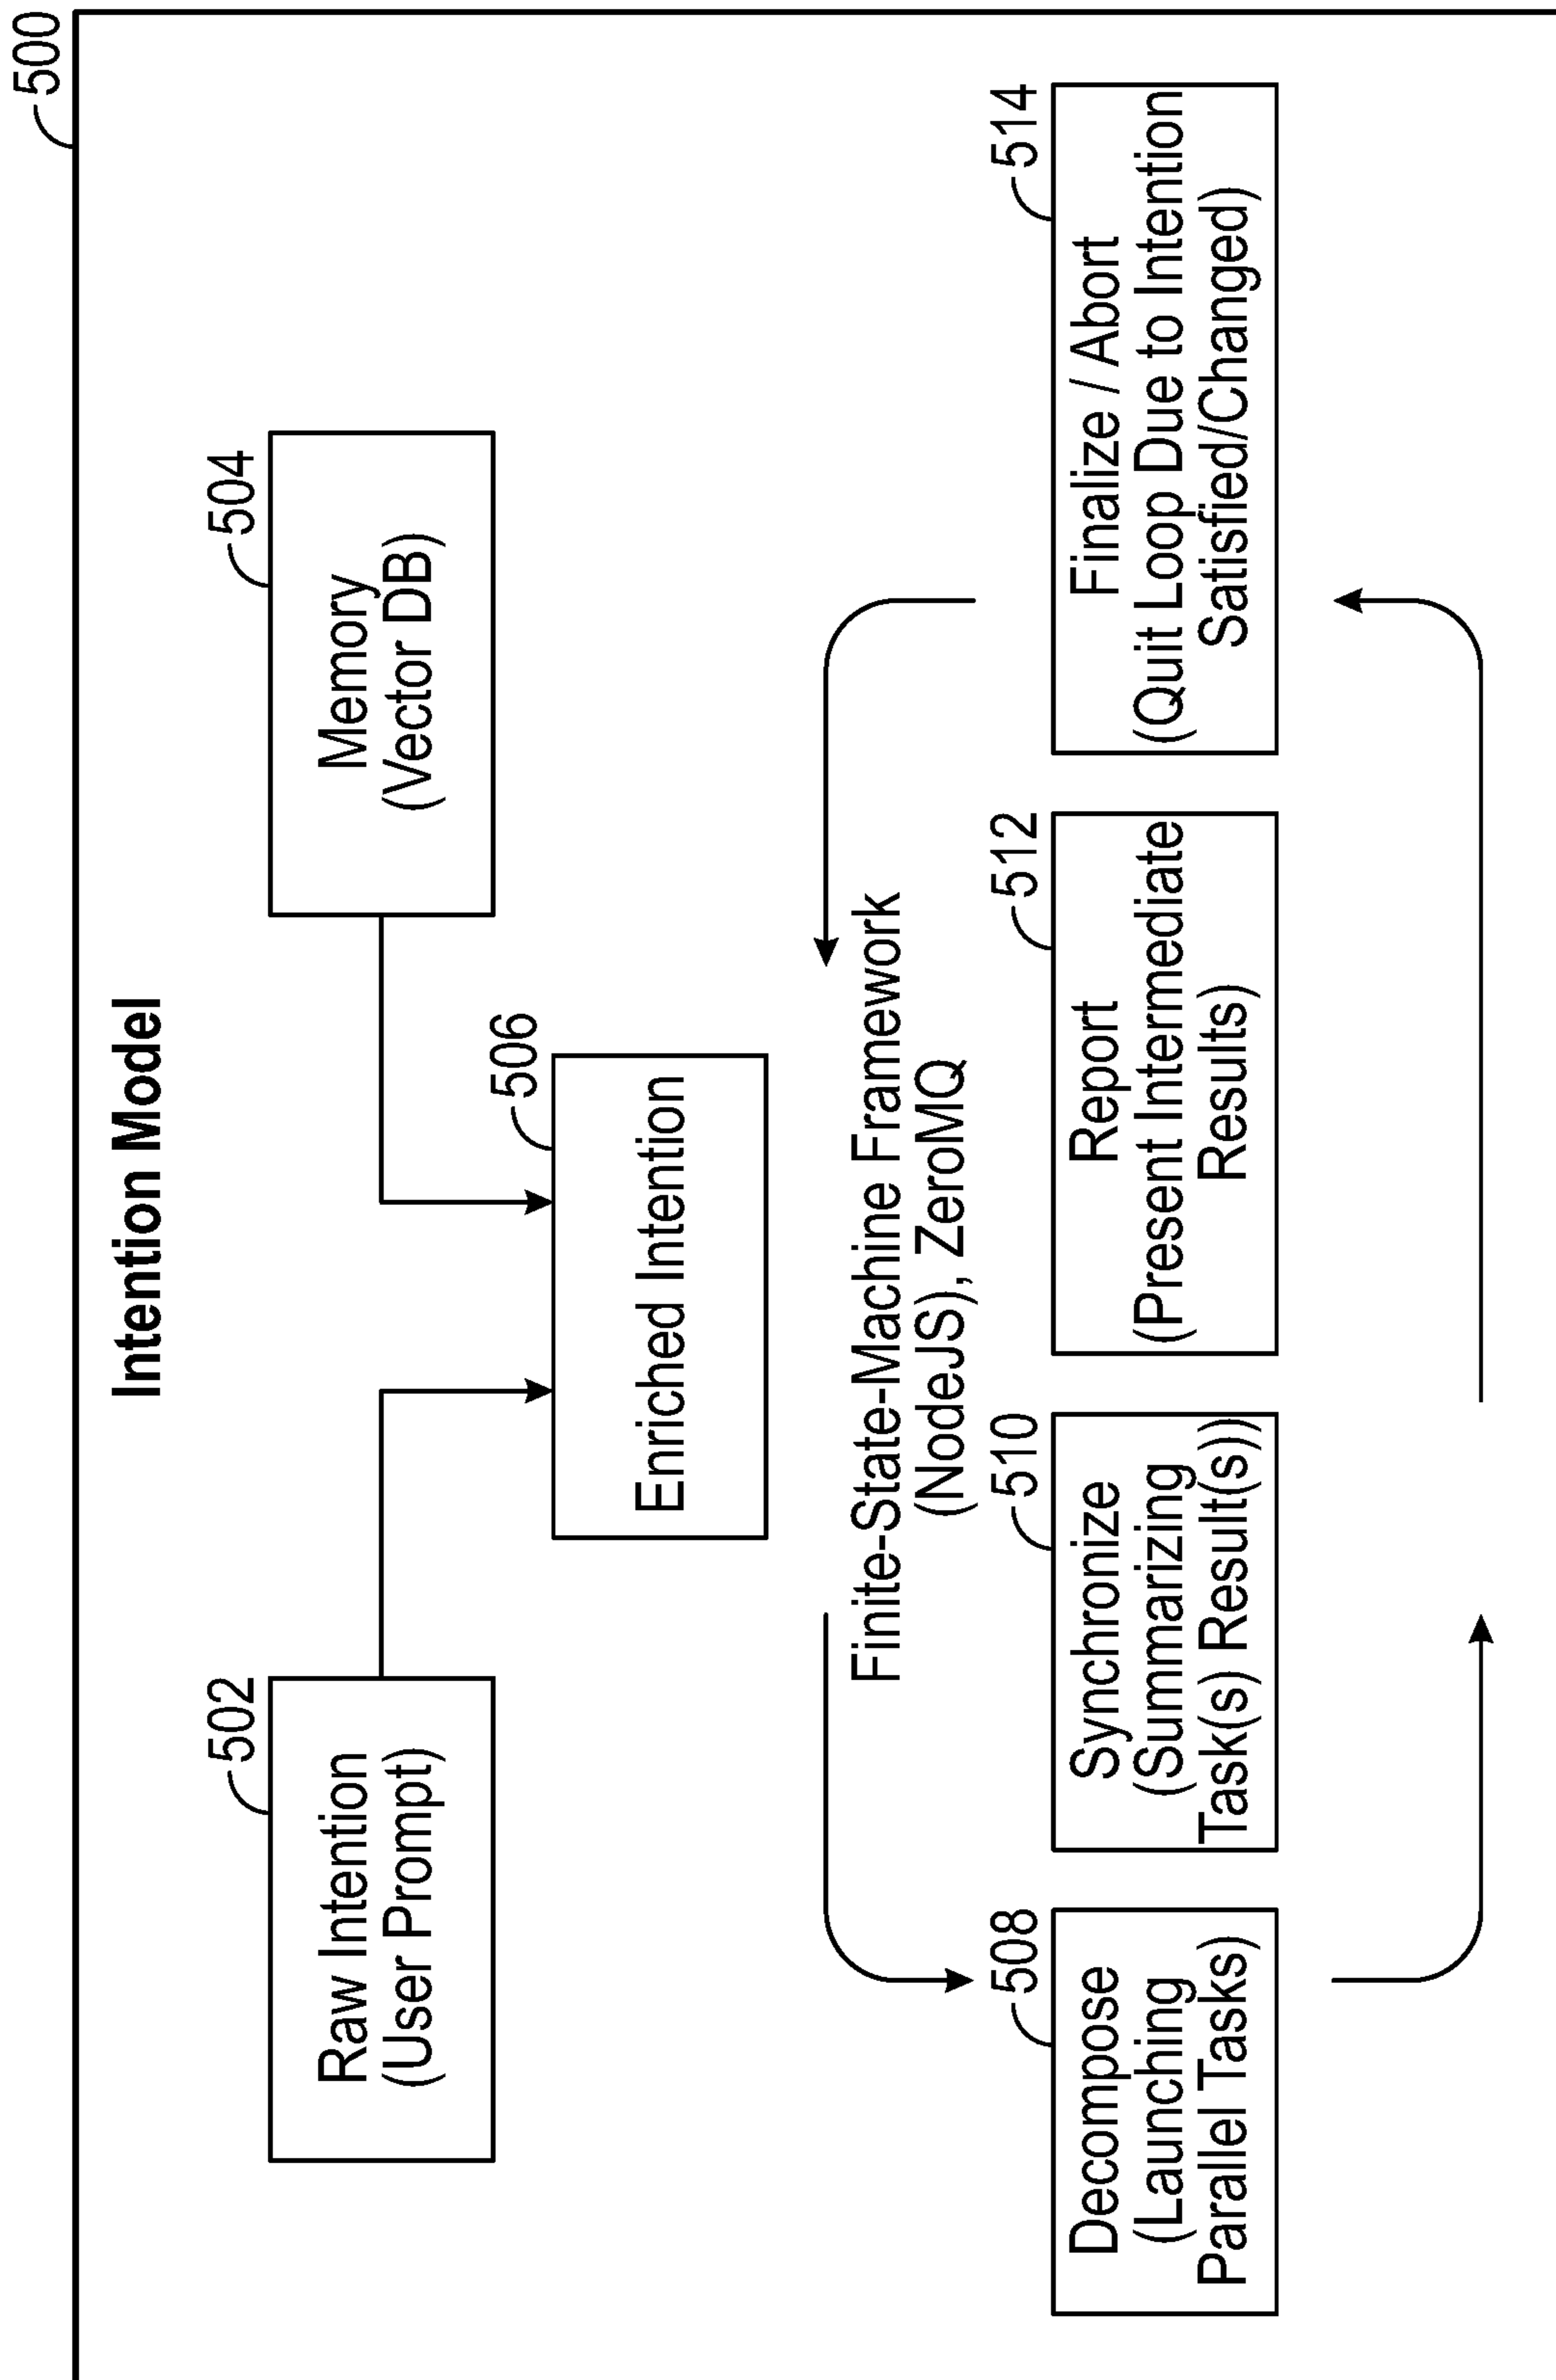 500
Intention Model
502
Raw Intention
(User Prompt)
504
Memory
(Vector DB)
506
Enriched Intention
Finite-State-Machine Framework
(NodeJS), ZeroMQ
508
Decompose
(Launching
Parallel Tasks)
510
Synchronize
(Summarizing
Task(s) Result(s))
512
Report
(Present Intermediate
Results)
514
Finalize / Abort
(Quit Loop Due to Intention
Satisfied/Changed)